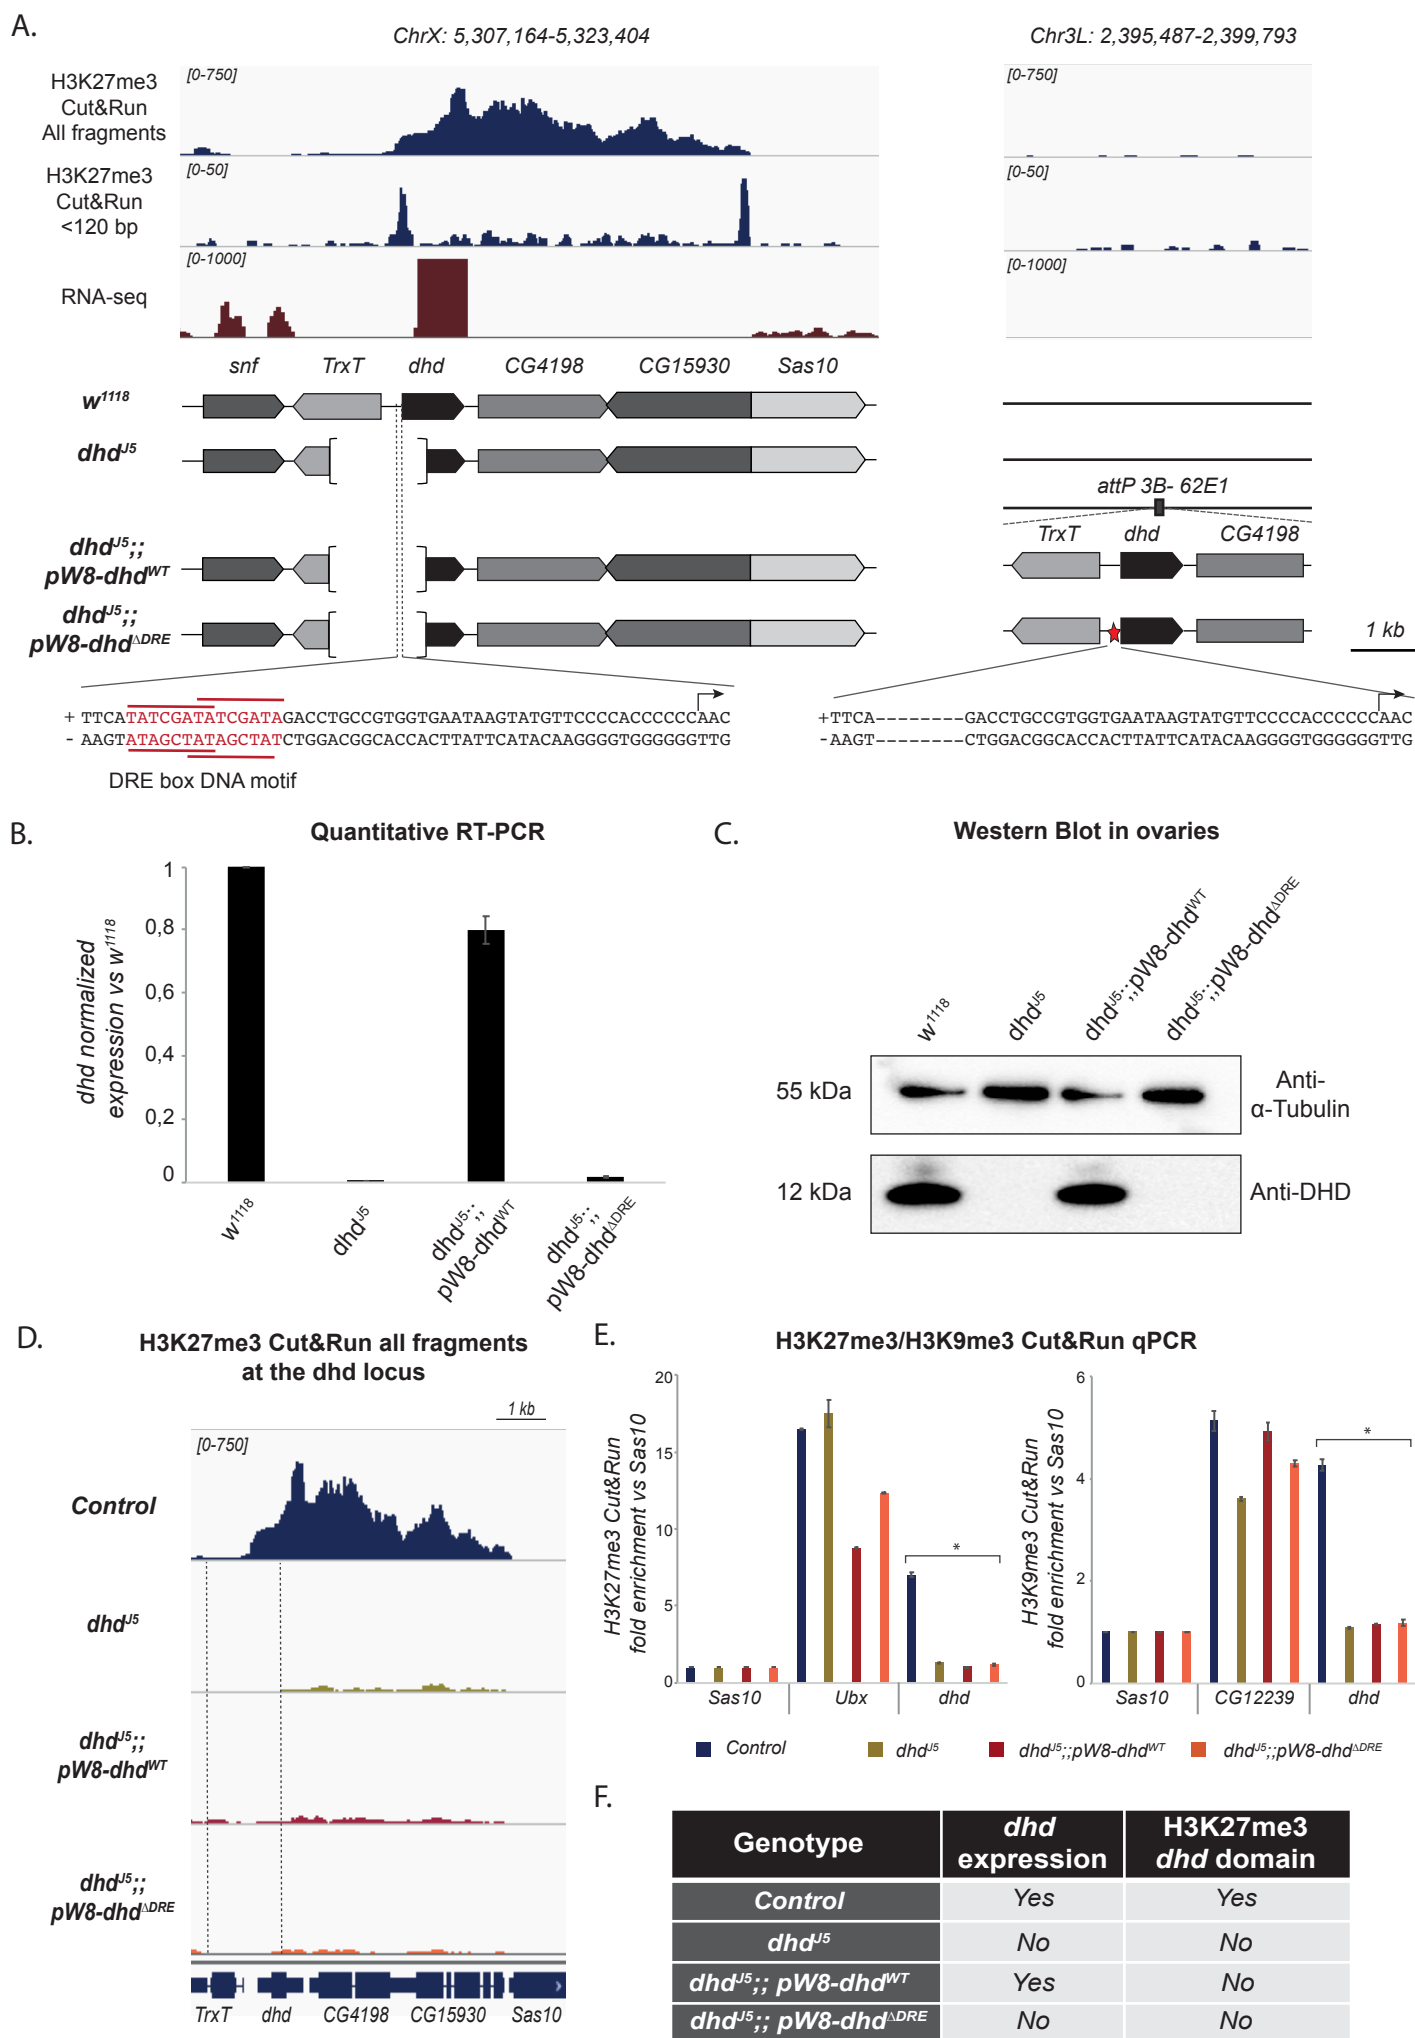 A.
ChrX: 5,307,164-5,323,404
Chr3L: 2,395,487-2,399,793
H3K27me3
Cut&Run
All fragments
[0-750]
[0-750]
H3K27me3
Cut&Run
<120 bp
[0-50]
[0-50]
RNA-seq
[0-1000]
[0-1000]
snf TrxT dhd CG4198 CG15930 Sas10
w1118
dhdJ5
attP 3B- 62E1
TrxT dhd CG4198
dhdJ5;;
pW8-dhdWT
dhdJ5;;
pW8-dhdΔDRE
1 kb
+ TTCATATCGATATCGATAGACCTGCCGTGGTGAATAAGTATGTTCCCCACCCCCCAAC
- AAGTATAGCTATAGCTATCTGGACGGCACCACTTATTCATACAAGGGGTGGGGGGTTG
+TTCA--------GACCTGCCGTGGTGAATAAGTATGTTCCCCACCCCCCAAC
-AAGT--------CTGGACGGCACCACTTATTCATACAAGGGGTGGGGGGTTG
DRE box DNA motif
B.
Quantitative RT-PCR
dhd normalized
expression vs w1118
1
0,8
0,6
0,4
0,2
0
w1118
dhdJ5
dhdJ5;;
pW8-dhdWT
dhdJ5;;
pW8-dhdΔDRE
C.
Western Blot in ovaries
w1118
dhdJ5
dhdJ5;;pW8-dhdWT
dhdJ5;;pW8-dhdΔDRE
55 kDa
Anti-
α-Tubulin
12 kDa
Anti-DHD
D.
H3K27me3 Cut&Run all fragments
at the dhd locus
1 kb
[0-750]
Control
dhdJ5
dhdJ5;;
pW8-dhdWT
dhdJ5;;
pW8-dhdΔDRE
TrxT dhd CG4198 CG15930 Sas10
E.
H3K27me3/H3K9me3 Cut&Run qPCR
H3K27me3 Cut&Run
fold enrichment vs Sas10
20
15
10
5
0
*
Sas10 Ubx dhd
H3K9me3 Cut&Run
fold enrichment vs Sas10
6
4
2
0
*
Sas10 CG12239 dhd
Control dhdJ5 dhdJ5;;pW8-dhdWT dhdJ5;;pW8-dhdΔDRE
F.
Genotype dhd expression H3K27me3 dhd domain
Control Yes Yes
dhdJ5 No No
dhdJ5;; pW8-dhdWT Yes No
dhdJ5;; pW8-dhdΔDRE No No